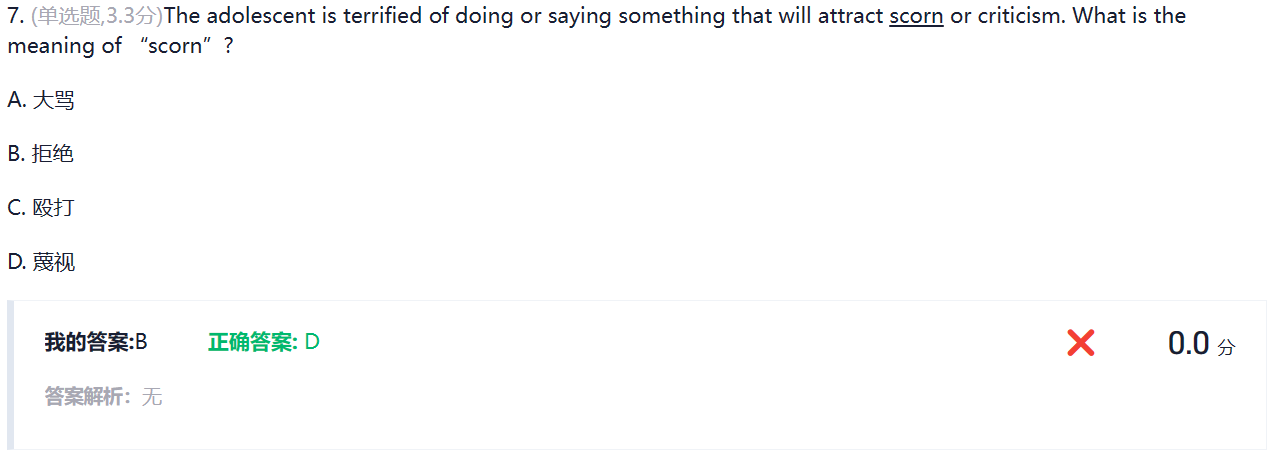 7. (单选题,3.3分)The adolescent is terrified of doing or saying something that will attract scorn or criticism. What is the
meaning of “scorn”?
A. 大骂
B. 拒绝
C. 殴打
D. 蔑视
我的答案:B 正确答案: D 0.0 分
答案解析：无